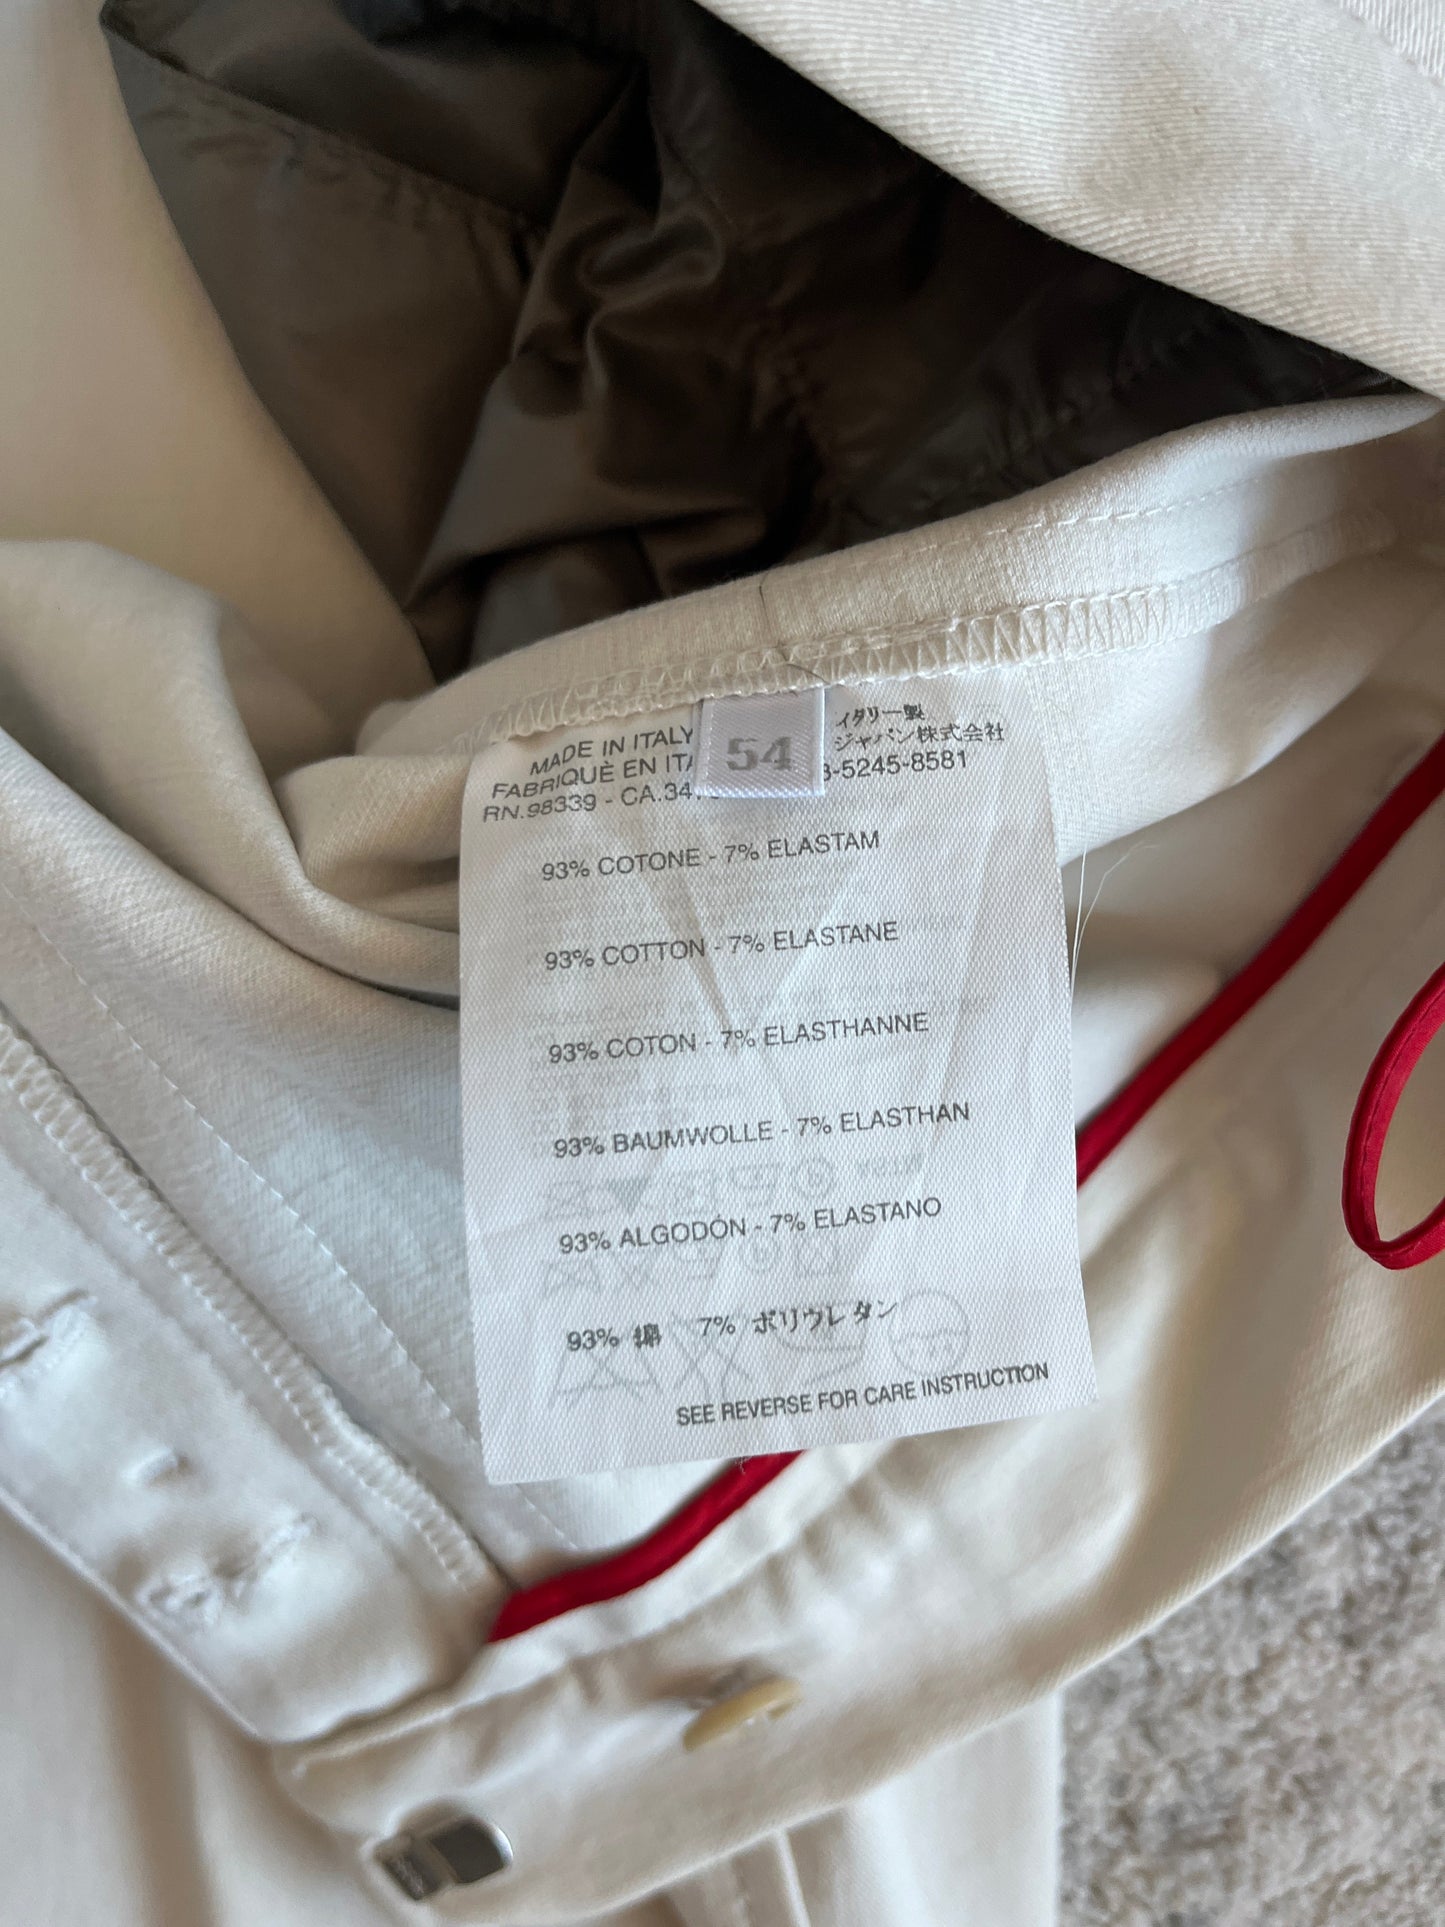 MADE IN ITALY
FABRIQUÈ EN
RN.98339 - CA.34
54
イタリー製
ジャパン株式会社
-5245-8581
93% COTONE - 7% ELASTAM
93% COTTON - 7% ELASTANE
93% COTON - 7% ELASTHANNE
93% BAUMWOLLE - 7% ELASTHAN
93% ALGODÓN - 7% ELASTANO
93% 綿 7% ポリウレタン
SEE REVERSE FOR CARE INSTRUCTION